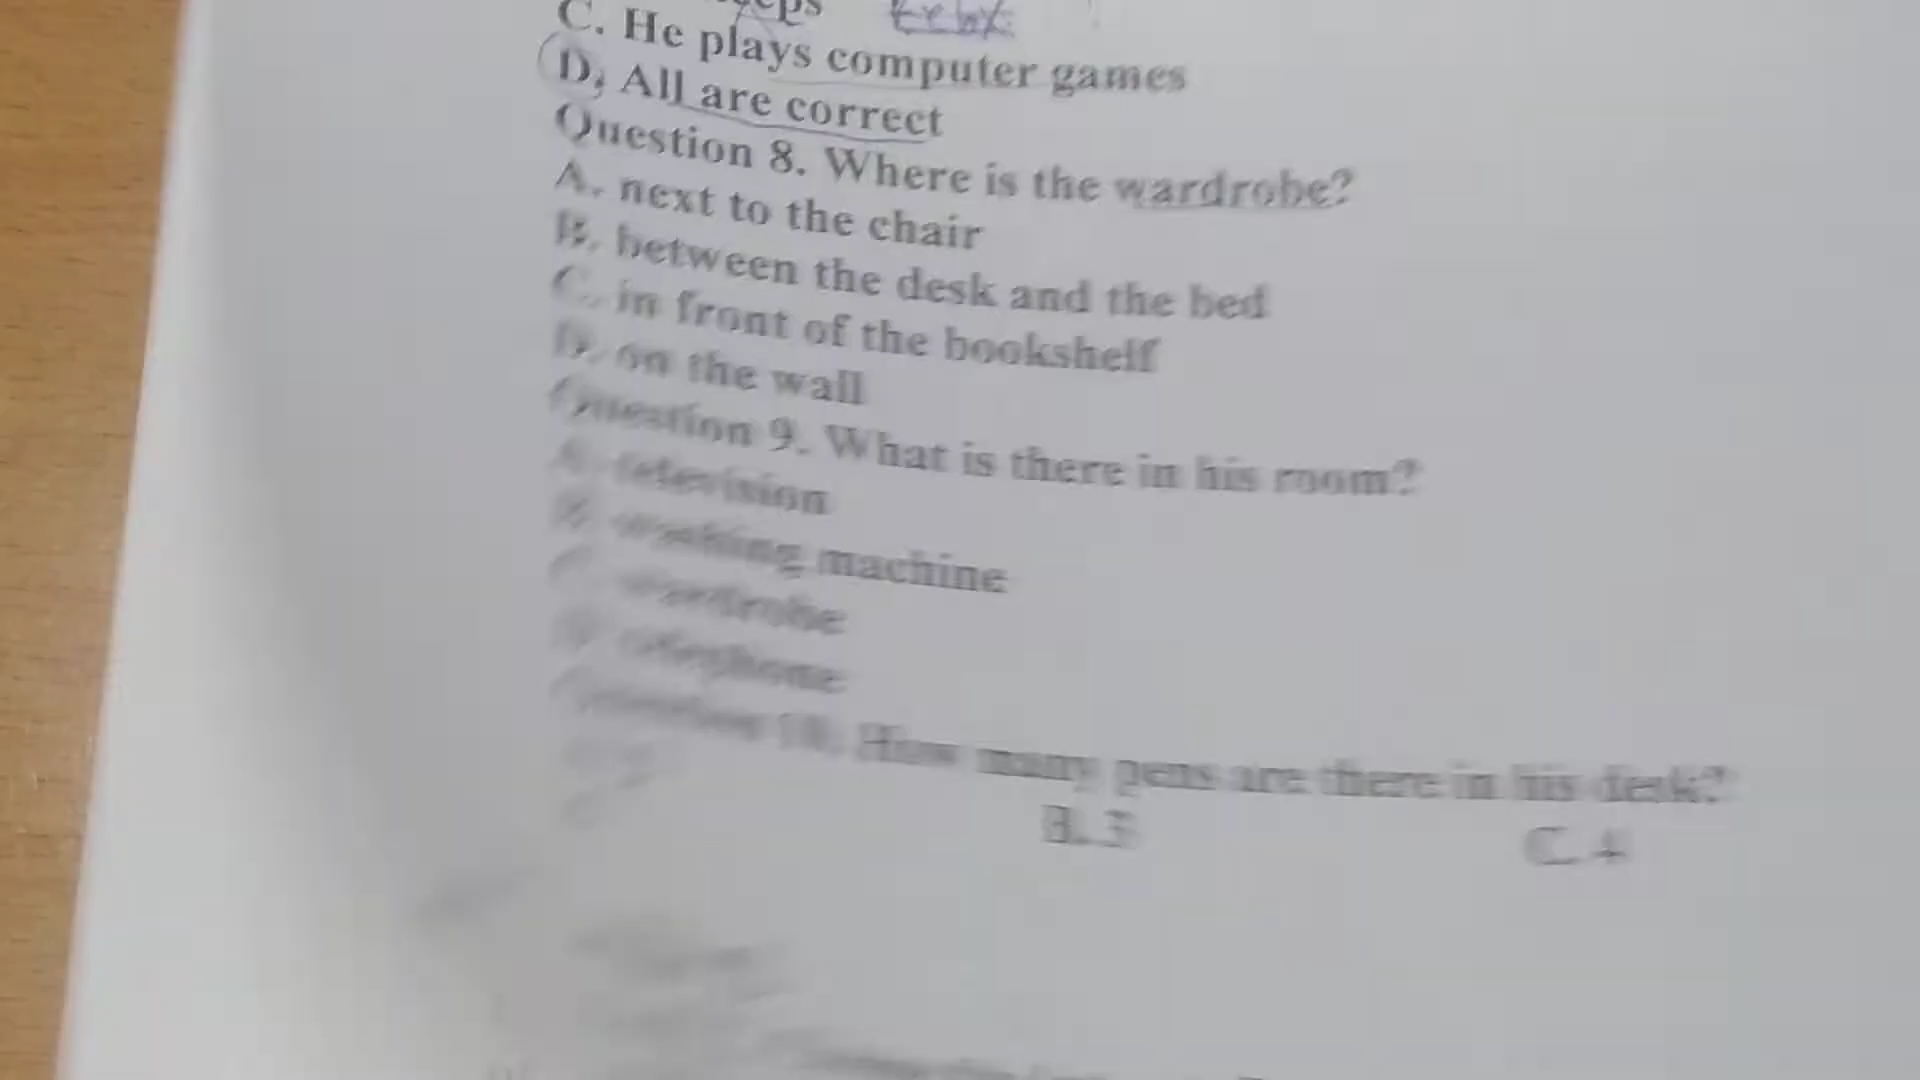 C. He plays computer games
D. All are correct
Question 8. Where is the wardrobe?
A. next to the chair
B. between the desk and the bed
C. in front of the bookshelf
D. on the wall
Question 9. What is there in his room?
A. television
B. washing machine
C. wardrobe
D. telephone
Question 10. How many pens are there in his desk?
B. 3
C. 4